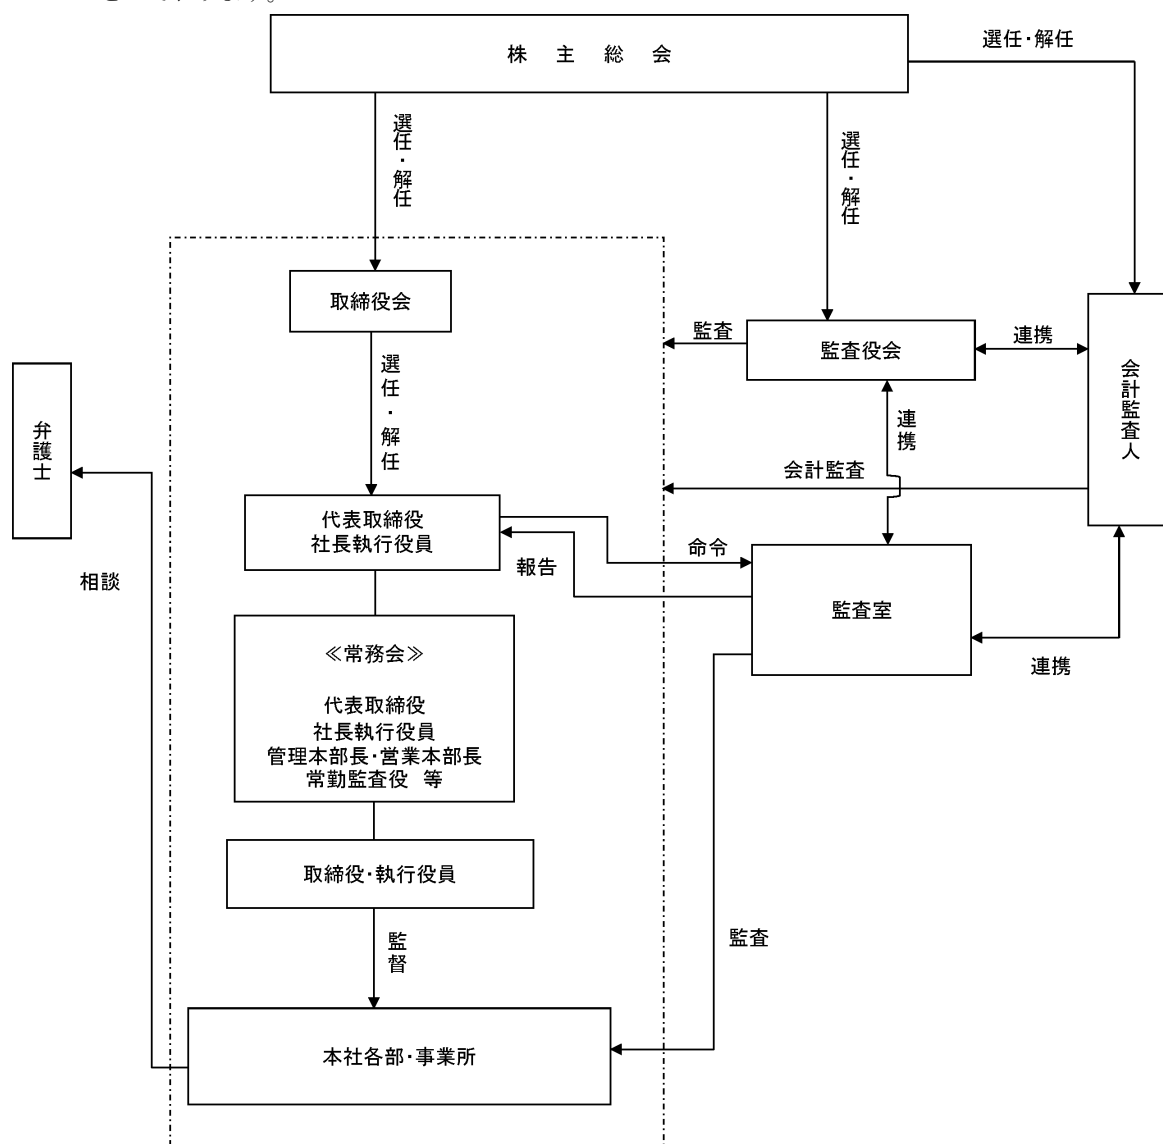 株 主 総 会
選任・解任
選任・解任
選任・解任
取締役会
監査
監査役会
連携
会計監査人
選任・解任
弁護士
連携
会計監査
代表取締役
社長執行役員
命令
報告
相談
監査室
連携
≪常務会≫
代表取締役
社長執行役員
管理本部長・営業本部長
常勤監査役 等
取締役・執行役員
監督
監査
本社各部・事業所